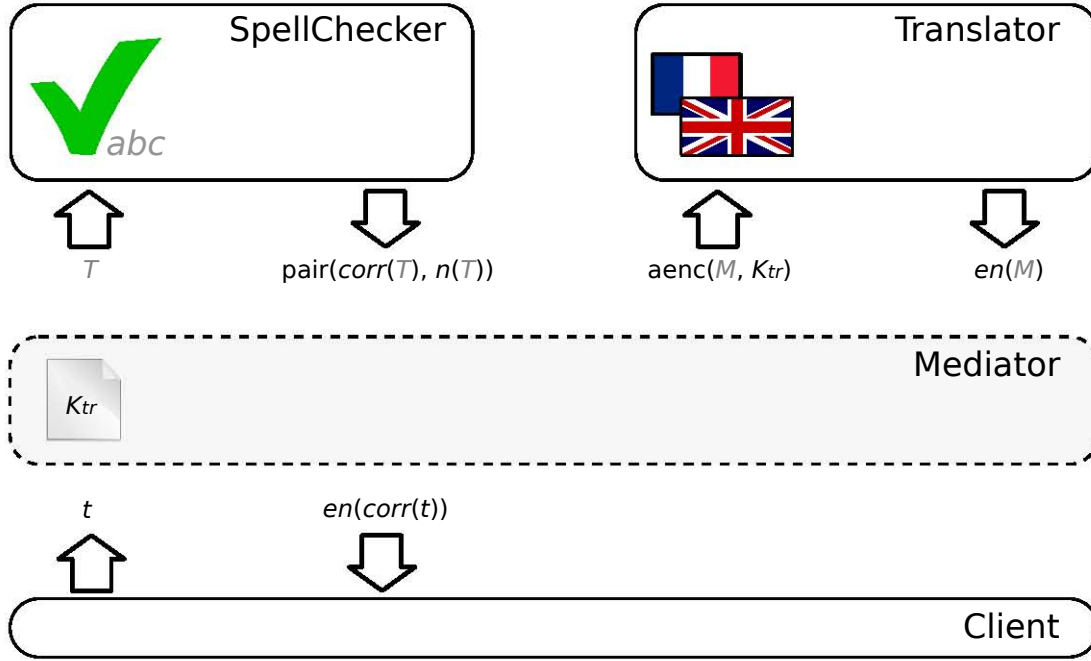 SpellChecker
abc
Translator
T
pair(corr(T), n(T))
aenc(M, Ktr)
en(M)
Mediator
Ktr
t
en(corr(t))
Client